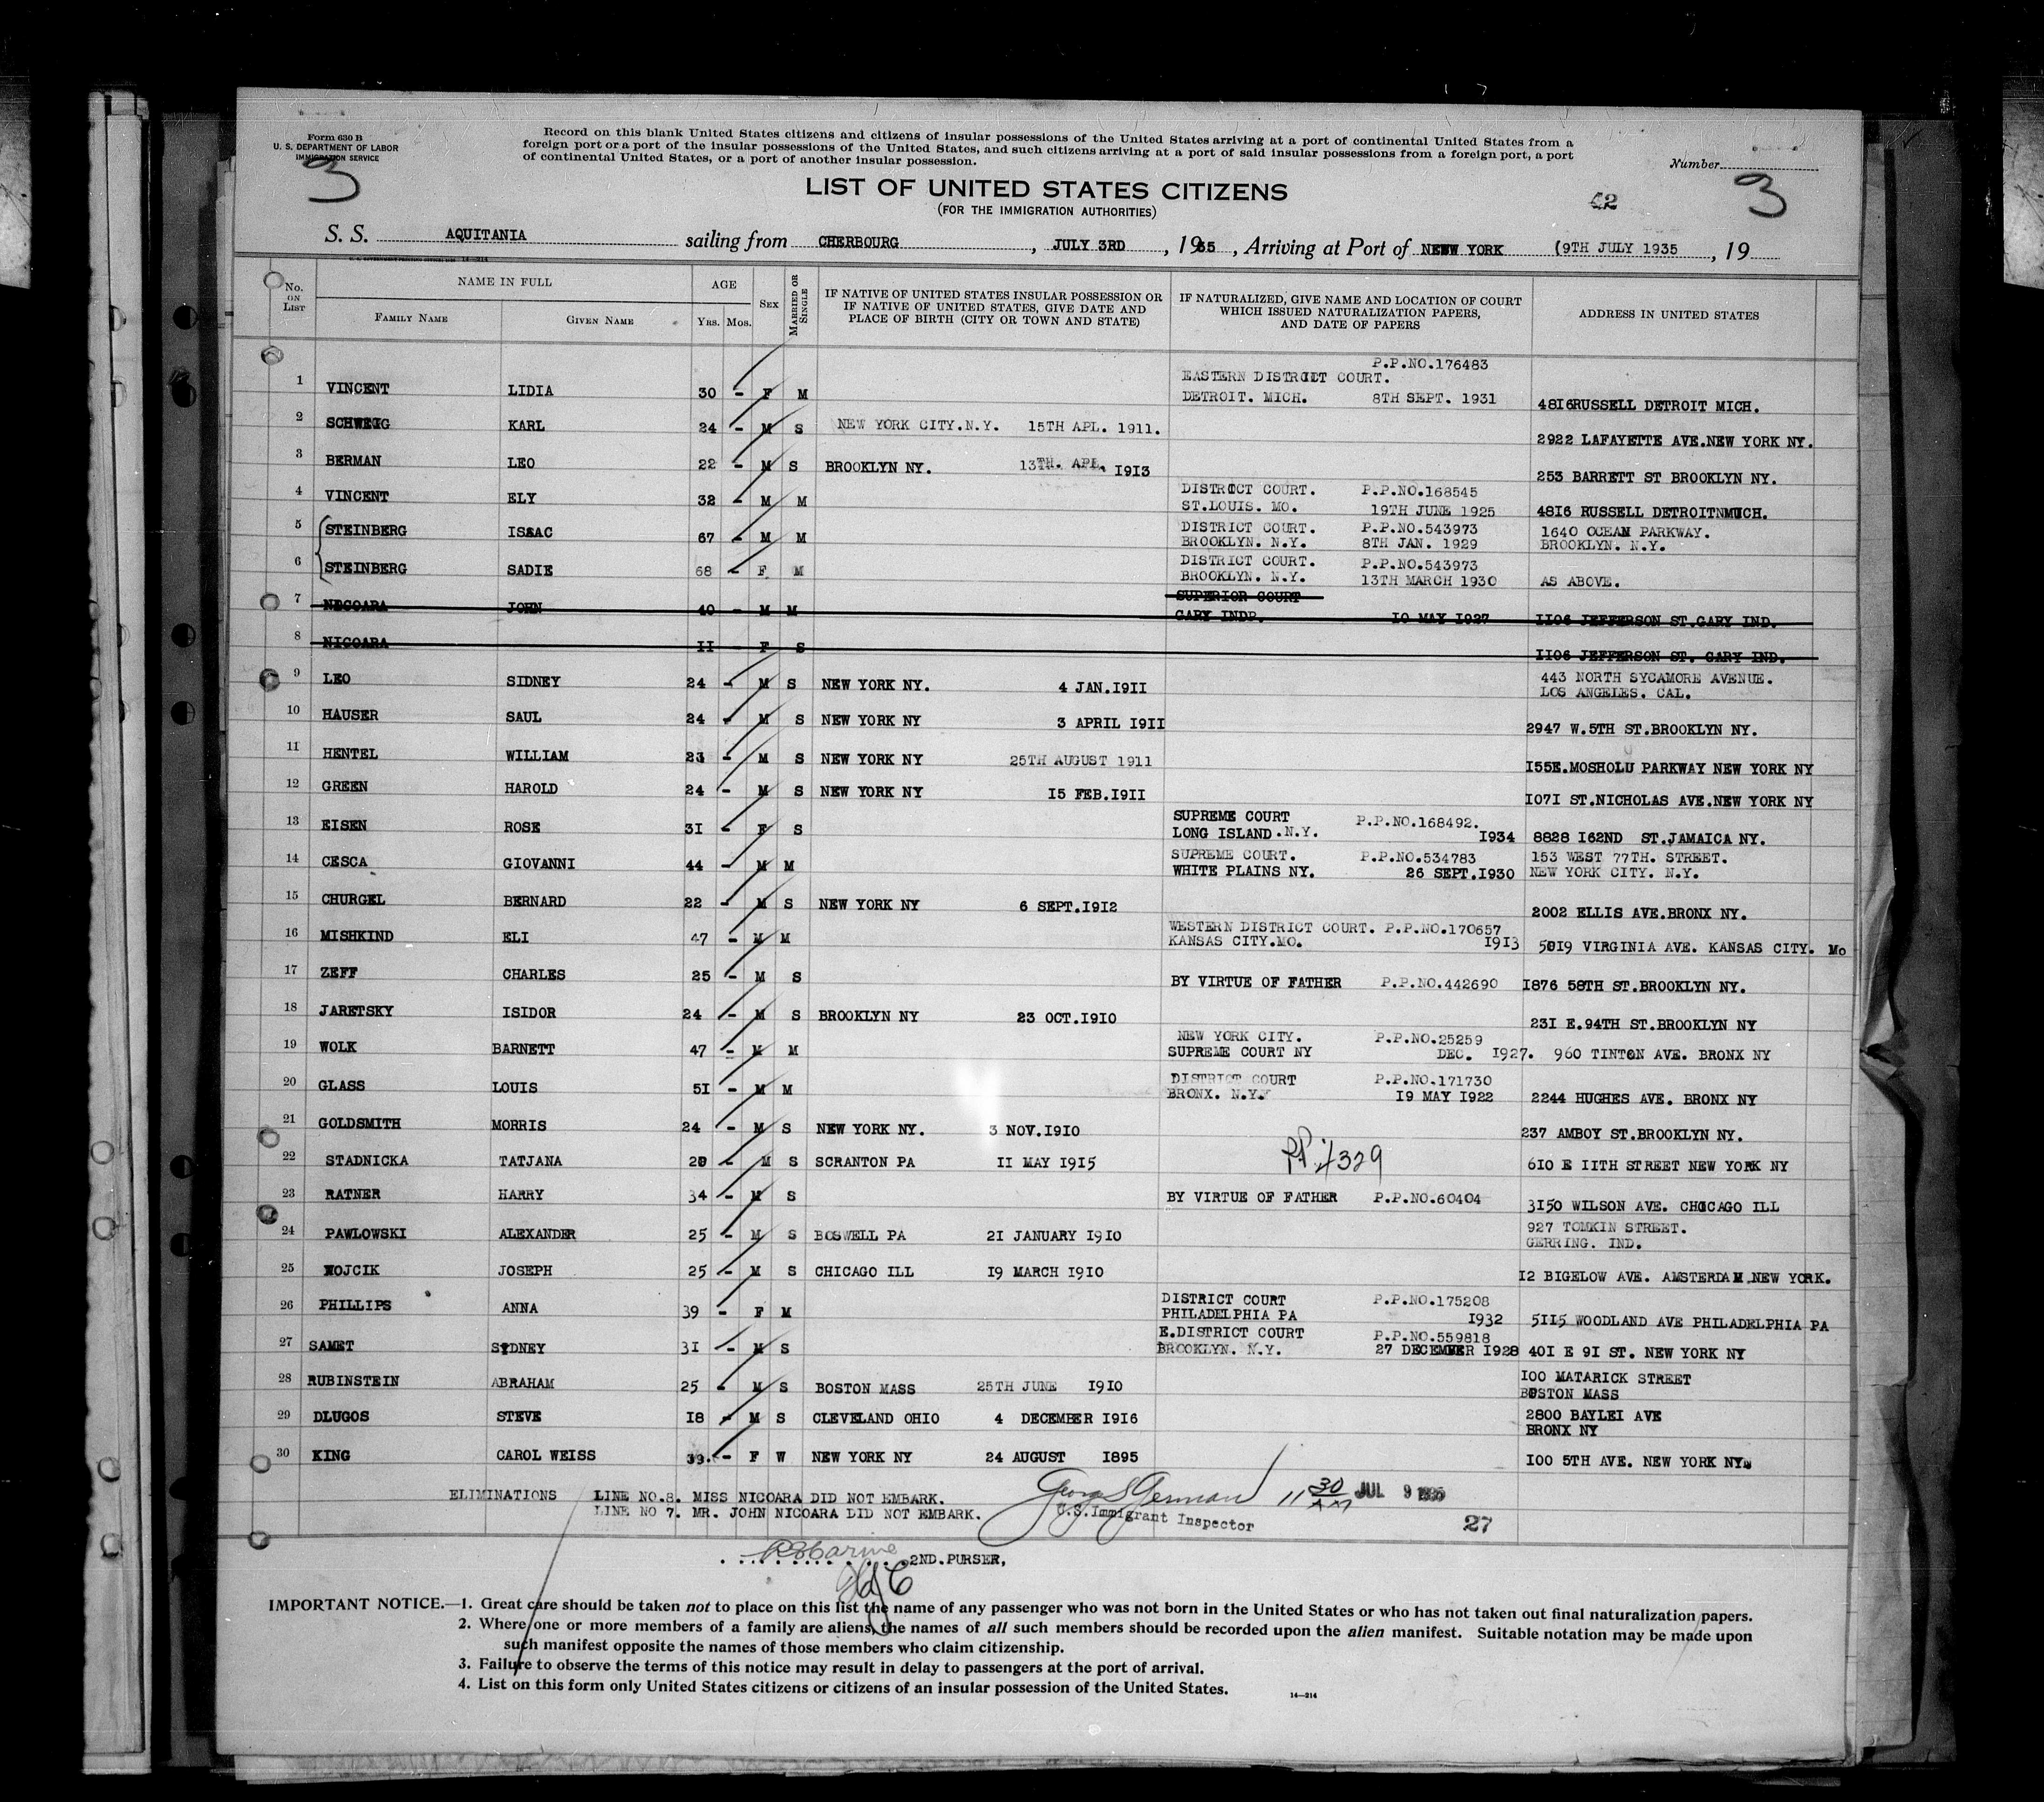 Form 630 B
U. S. DEPARTMENT OF LABOR
IMMIGRATION SERVICE
3
Record on this blank United States citizens and citizens of insular possessions of the United States arriving at a port of continental United States from a
foreign port or a port of the insular possessions of the United States, and such citizens arriving at a port of said insular possessions from a foreign port, a port
of continental United States, or a port of another insular possession.
Number
LIST OF UNITED STATES CITIZENS
(FOR THE IMMIGRATION AUTHORITIES)
3
S. S. AQUITANIA sailing from CHERBOURG, JULY 3RD, 1935, Arriving at Port of NEW YORK (9TH JULY 1935, 19
No. ON LIST NAME IN FULL AGE SEX MARRIED OR SINGLE IF NATIVE OF UNITED STATES INSULAR POSSESSION OR IF NATIVE OF UNITED STATES, GIVE DATE AND PLACE OF BIRTH (CITY OR TOWN AND STATE) IF NATURALIZED, GIVE NAME AND LOCATION OF COURT WHICH ISSUED NATURALIZATION PAPERS, AND DATE OF PAPERS ADDRESS IN UNITED STATES
FAMILY NAME GIVEN NAME YRS. MOS.
P.P.NO.176483
EASTERN DISTRICT COURT.
1 VINCENT LIDIA 30 - F M DETROIT. MICH. 8TH SEPT. 1931 4816RUSSELL DETROIT MICH.
2 SCHWEIG KARL 24 - M S NEW YORK CITY.N.Y. 15TH APL. 1911. 2922 LAFAYETTE AVE.NEW YORK NY.
3 BERMAN LEO 22 - M S BROOKLYN NY. 13TH. APL. 1913 253 BARRETT ST BROOKLYN NY.
DISTRICT COURT. P.P.NO.168545
4 VINCENT ELY 32 - M M ST.LOUIS. MO. 19TH JUNE 1925 4816 RUSSELL DETROITNMICH.
5 STEINBERG ISAAC 67 - M M DISTRICT COURT. P.P.NO.543973 1640 OCEAN PARKWAY.
BROOKLYN. N.Y. 8TH JAN. 1929 BROOKLYN. N.Y.
6 STEINBERG SADIE 68 - F M DISTRICT COURT. P.P.NO.543973
BROOKLYN. N.Y. 13TH MARCH 1930 AS ABOVE.
SUPERIOR COURT
7 NICOARA JOHN 40 - M M GARY INDP. 10 MAY 1927 1106 JEFFERSON ST.GARY IND.
8 NICOARA 11 - F S 1106 JEFFERSON ST. GARY IND.
9 LEO SIDNEY 24 - M S NEW YORK NY. 4 JAN.1911 443 NORTH SYCAMORE AVENUE.
LOS ANGELES. CAL.
10 HAUSER SAUL 24 - M S NEW YORK NY 3 APRIL 1911 2947 W.5TH ST.BROOKLYN NY.
11 HENTEL WILLIAM 23 - M S NEW YORK NY 25TH AUGUST 1911 155E.MOSHOLU PARKWAY NEW YORK NY
12 GREEN HAROLD 24 - M S NEW YORK NY 15 FEB.1911 1071 ST.NICHOLAS AVE.NEW YORK NY
SUPREME COURT P.P.NO.168492.
13 EISEN ROSE 31 - F S LONG ISLAND.N.Y. 1934 8828 162ND ST.JAMAICA NY.
14 CESCA GIOVANNI 44 - M M SUPREME COURT. P.P.NO.534783 153 WEST 77TH. STREET.
WHITE PLAINS NY. 26 SEPT.1930 NEW YORK CITY. N.Y.
15 CHURGEL BERNARD 22 - M S NEW YORK NY 6 SEPT.1912 2002 ELLIS AVE.BRONX NY.
WESTERN DISTRICT COURT. P.P.NO.170657
16 MISHKIND ELI 47 - M M KANSAS CITY.MO. 1913 5019 VIRGINIA AVE. KANSAS CITY. Mo
17 ZEFF CHARLES 25 - M S BY VIRTUE OF FATHER P.P.NO.442690 1876 58TH ST.BROOKLYN NY.
18 JARETSKY ISIDOR 24 - M S BROOKLYN NY 23 OCT.1910 231 E.94TH ST.BROOKLYN NY
NEW YORK CITY. P.P.NO.25259
19 WOLK BARNETT 47 - M M SUPREME COURT NY DEC. 1927. 960 TINTON AVE. BRONX NY
DISTRICT COURT P.P.NO.171730
20 GLASS LOUIS 51 - M M BRONX. N.Y. 19 MAY 1922 2244 HUGHES AVE. BRONX NY
21 GOLDSMITH MORRIS 24 - M S NEW YORK NY. 3 NOV.1910 237 AMBOY ST.BROOKLYN NY.
22 STADNICKA TATJANA 20 - M S SCRANTON PA 11 MAY 1915 610 E 11TH STREET NEW YORK NY
23 RATNER HARRY 34 - M S BY VIRTUE OF FATHER P.P.NO.60404 3150 WILSON AVE. CHICAGO ILL
24 PAWLOWSKI ALEXANDER 25 - M S BOSWELL PA 21 JANUARY 1910 927 TOMKIN STREET.
GERRING. IND.
25 WOJCIK JOSEPH 25 - M S CHICAGO ILL 19 MARCH 1910 12 BIGELOW AVE. AMSTERDAM NEW YORK.
DISTRICT COURT P.P.NO.175208
26 PHILLIPS ANNA 39 - F M PHILADELPHIA PA 1932 5115 WOODLAND AVE PHILADELPHIA PA
E.DISTRICT COURT P.P.NO.559818
27 SAMET SYDNEY 31 - M S BROOKLYN. N.Y. 27 DECEMBER 1928 401 E 91 ST. NEW YORK NY
28 RUBINSTEIN ABRAHAM 25 - M S BOSTON MASS 25TH JUNE 1910 100 MATARICK STREET
BOSTON MASS
29 DLUGOS STEVE 18 - M S CLEVELAND OHIO 4 DECEMBER 1916 2800 BAYLEI AVE
BRONX NY
30 KING CAROL WEISS 39. - F W NEW YORK NY 24 AUGUST 1895 100 5TH AVE. NEW YORK NY.
ELIMINATIONS LINE NO.8. MISS NICOARA DID NOT EMBARK. 11 30 AM JUL 9 1935
LINE NO 7. MR. JOHN NICOARA DID NOT EMBARK. U.S. Immigrant Inspector 27
2ND.PURSER,
IMPORTANT NOTICE.—1. Great care should be taken not to place on this list the name of any passenger who was not born in the United States or who has not taken out final naturalization papers.
2. Where one or more members of a family are aliens, the names of all such members should be recorded upon the alien manifest. Suitable notation may be made upon
such manifest opposite the names of those members who claim citizenship.
3. Failure to observe the terms of this notice may result in delay to passengers at the port of arrival.
4. List on this form only United States citizens or citizens of an insular possession of the United States.
14—214